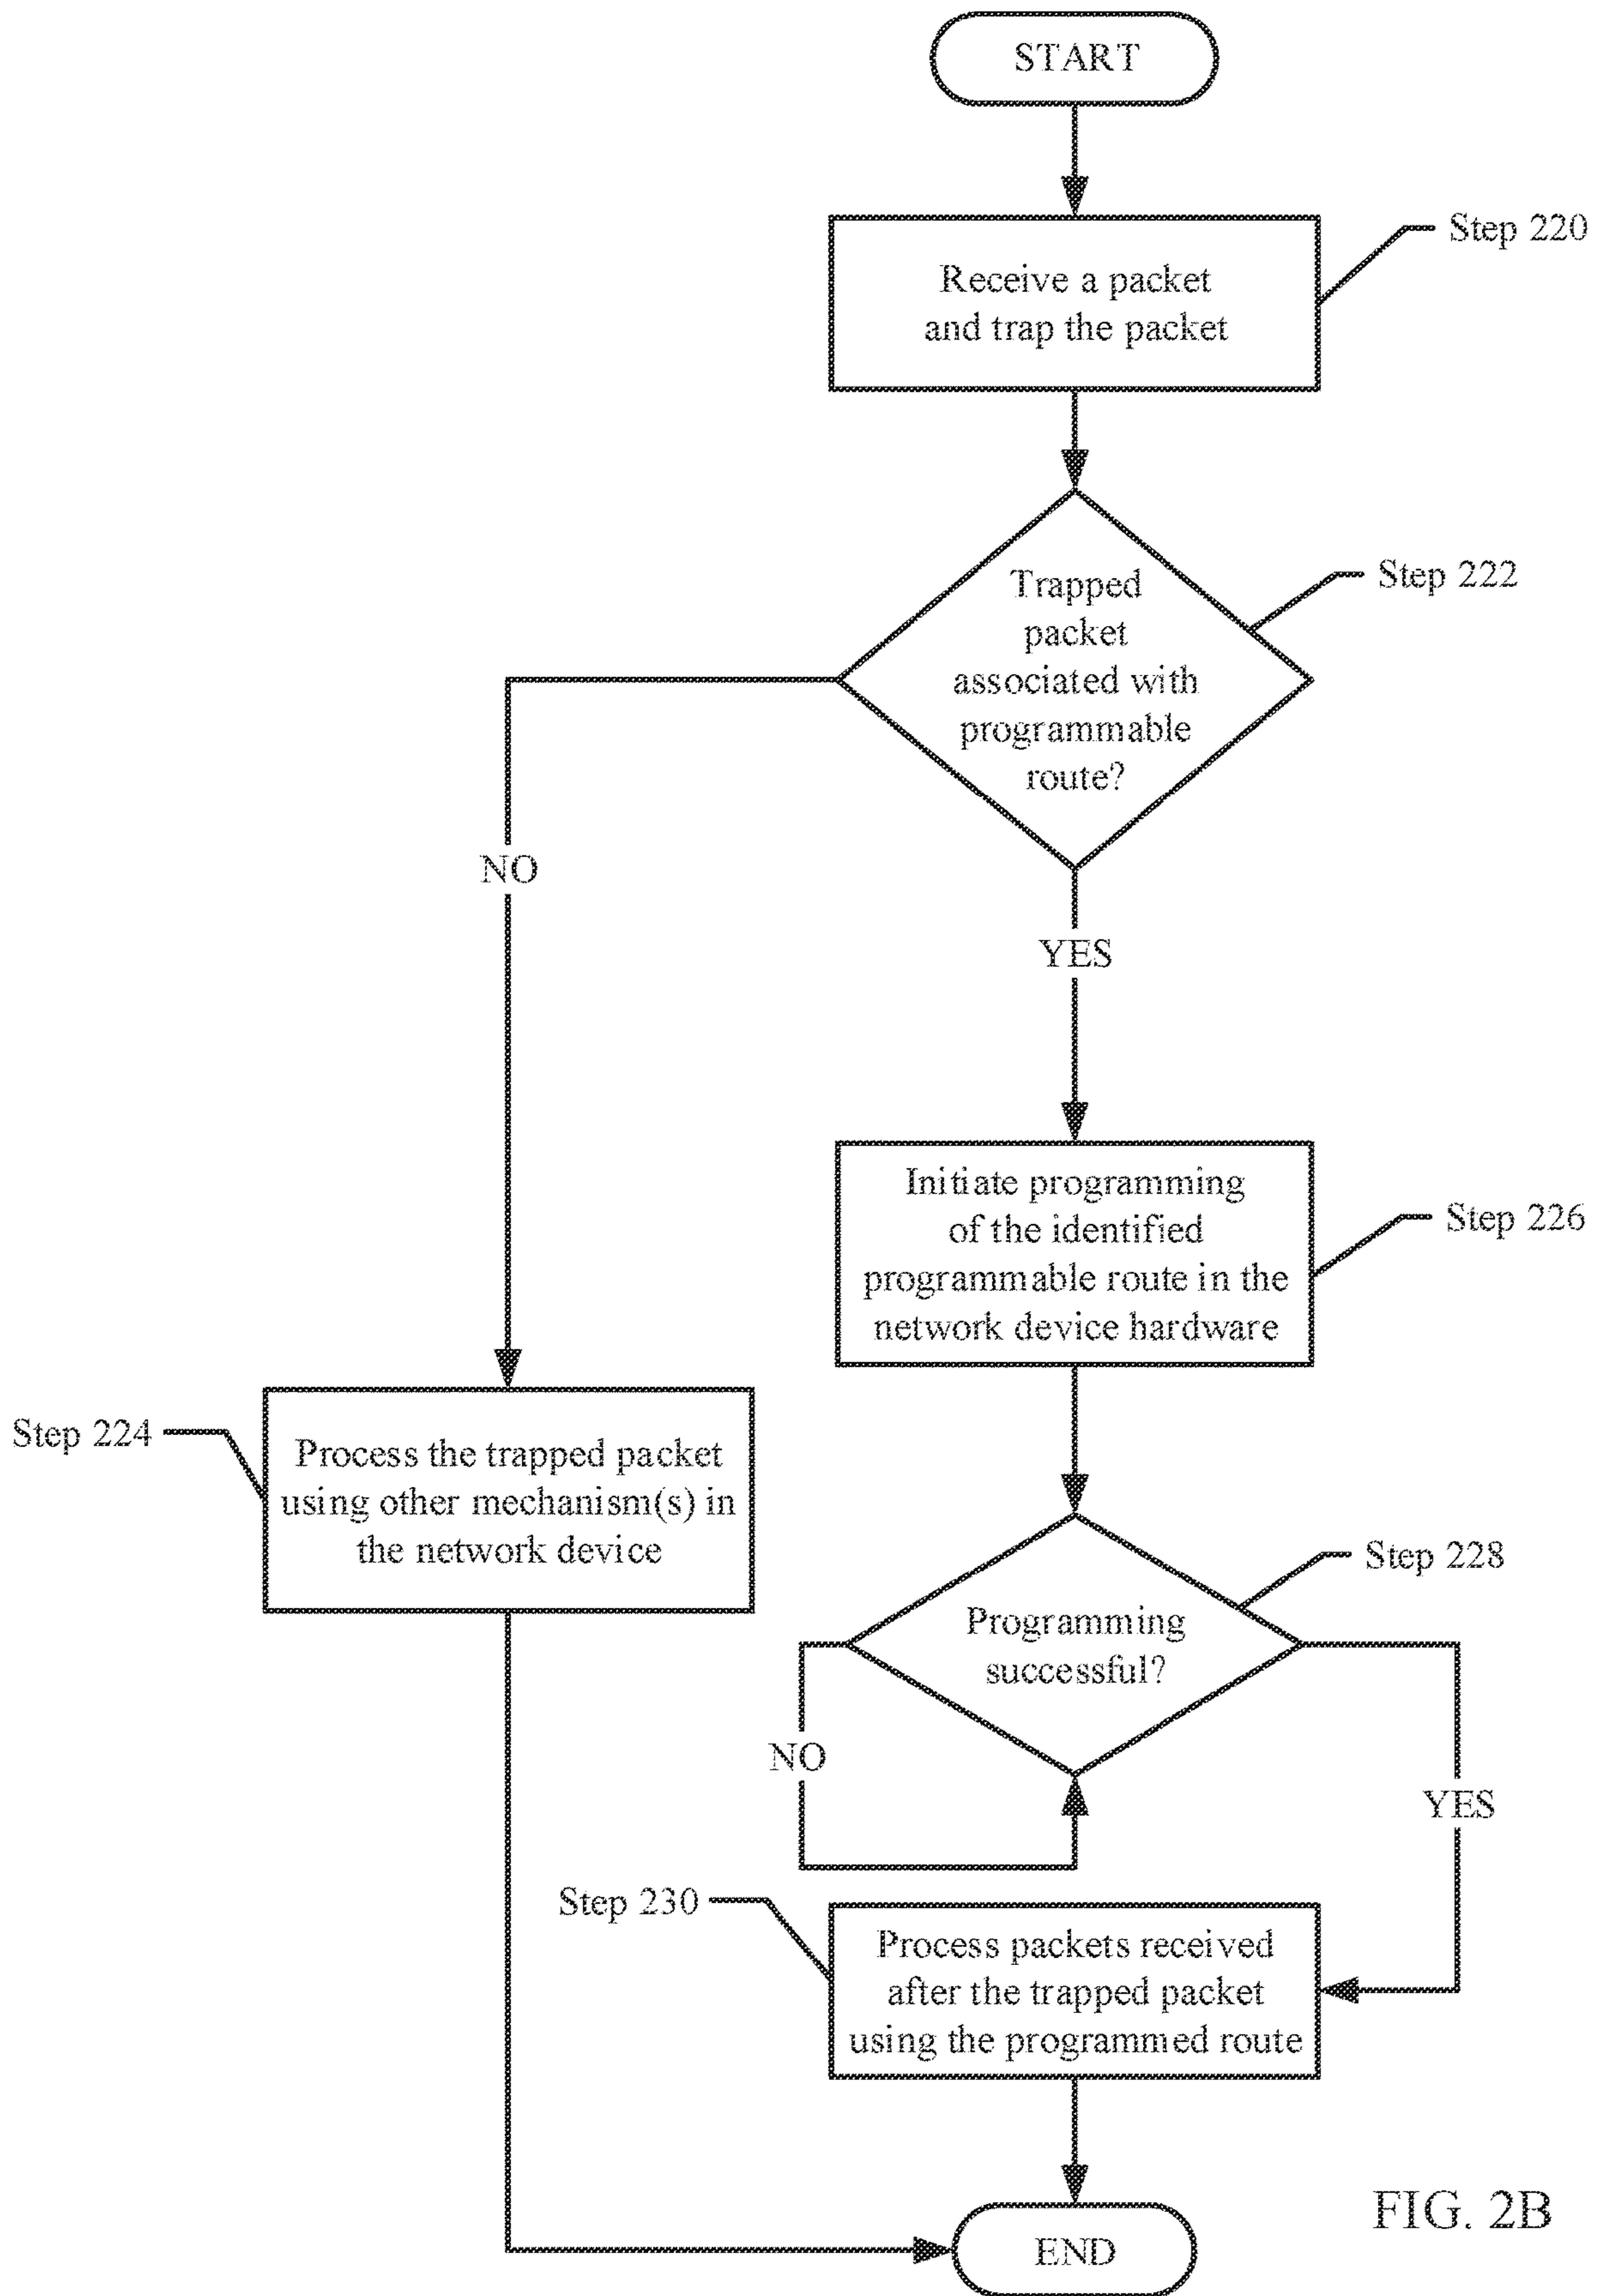 START
Step 220
Receive a packet
and trap the packet
Step 222
Trapped
packet
associated with
programmable
route?
NO
YES
Initiate programming
of the identified
programmable route in the
network device hardware
Step 226
Step 224
Process the trapped packet
using other mechanism(s) in
the network device
Step 228
Programming
successful?
NO
YES
Step 230
Process packets received
after the trapped packet
using the programmed route
END
FIG. 2B